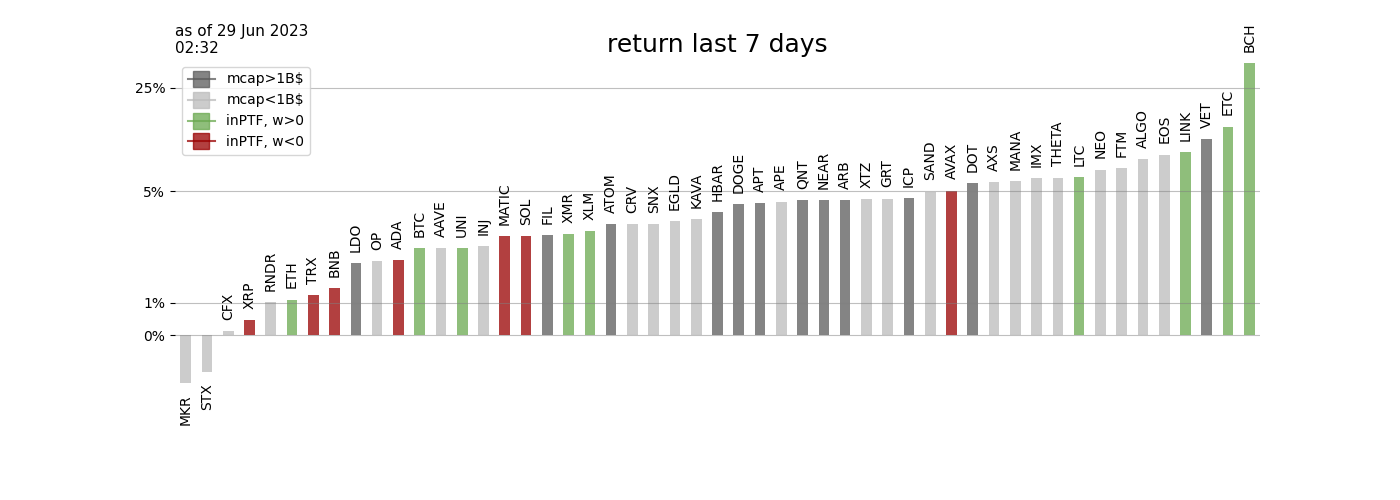 as of 29 Jun 2023
02:32
return last 7 days
mcap>1B$
mcap<1B$
inPTF, w>0
inPTF, w<0
25%
5%
1%
0%
MKR
STX
CFX
XRP
RNDR
ETH
TRX
BNB
LDO
OP
ADA
BTC
AAVE
UNI
INJ
MATIC
SOL
FIL
XMR
XLM
ATOM
CRV
SNX
EGLD
KAVA
HBAR
DOGE
APT
APE
QNT
NEAR
ARB
XTZ
GRT
ICP
SAND
AVAX
DOT
AXS
MANA
IMX
THETA
LTC
NEO
FTM
ALGO
EOS
LINK
VET
ETC
BCH